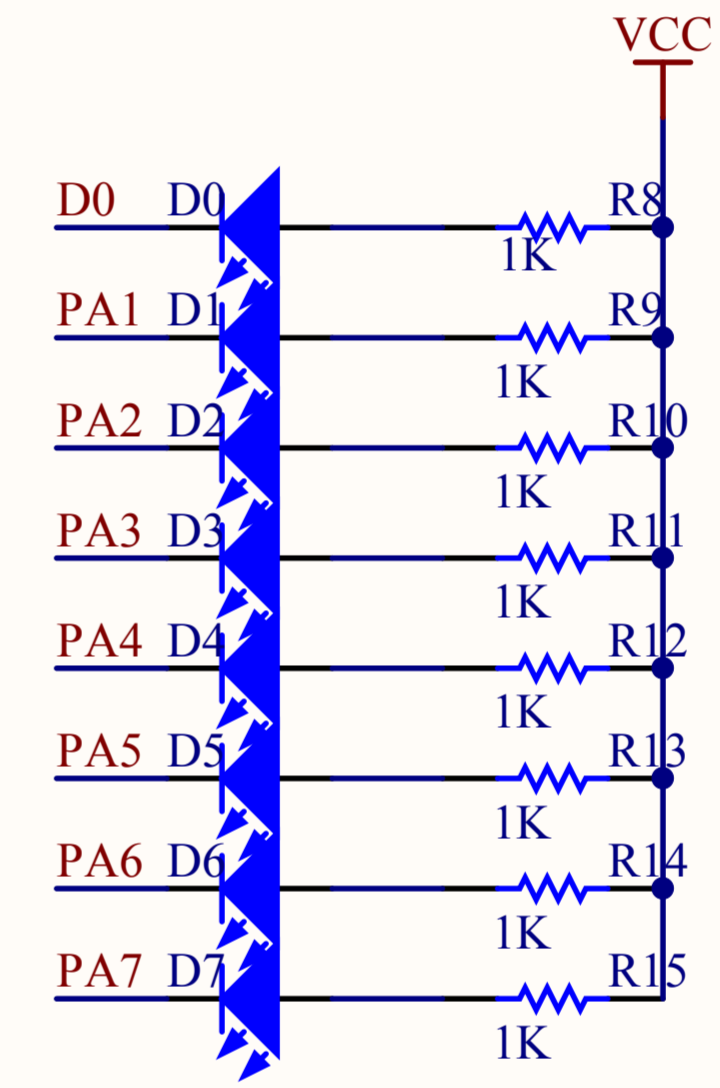 VCC
D0 D0 R8
1K
PA1 D1 R9
1K
PA2 D2 R10
1K
PA3 D3 R11
1K
PA4 D4 R12
1K
PA5 D5 R13
1K
PA6 D6 R14
1K
PA7 D7 R15
1K